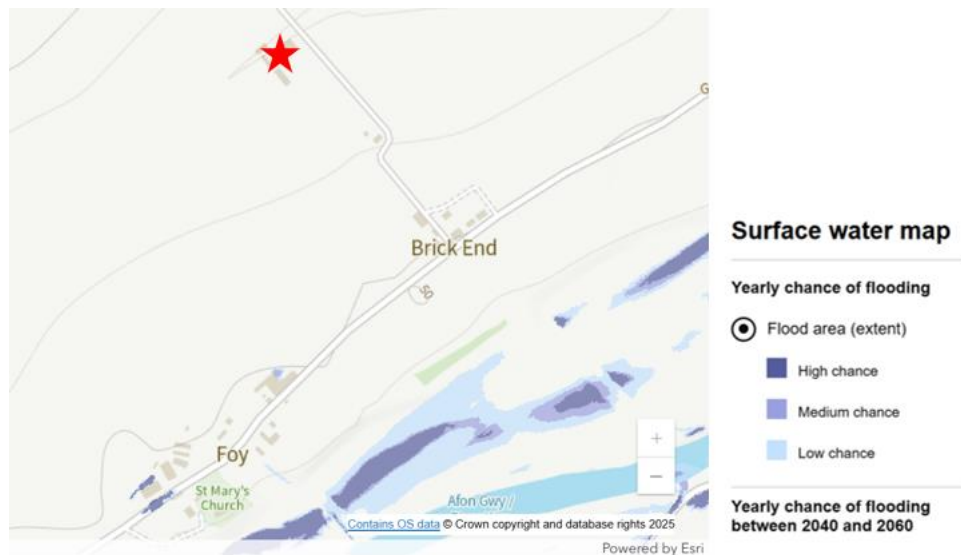 G
Brick End
50
Foy
St Mary's
Church
Afon Gwy /
Contains OS data © Crown copyright and database rights 2025
Powered by Esri
+
−
Surface water map
Yearly chance of flooding
Flood area (extent)
High chance
Medium chance
Low chance
Yearly chance of flooding
between 2040 and 2060